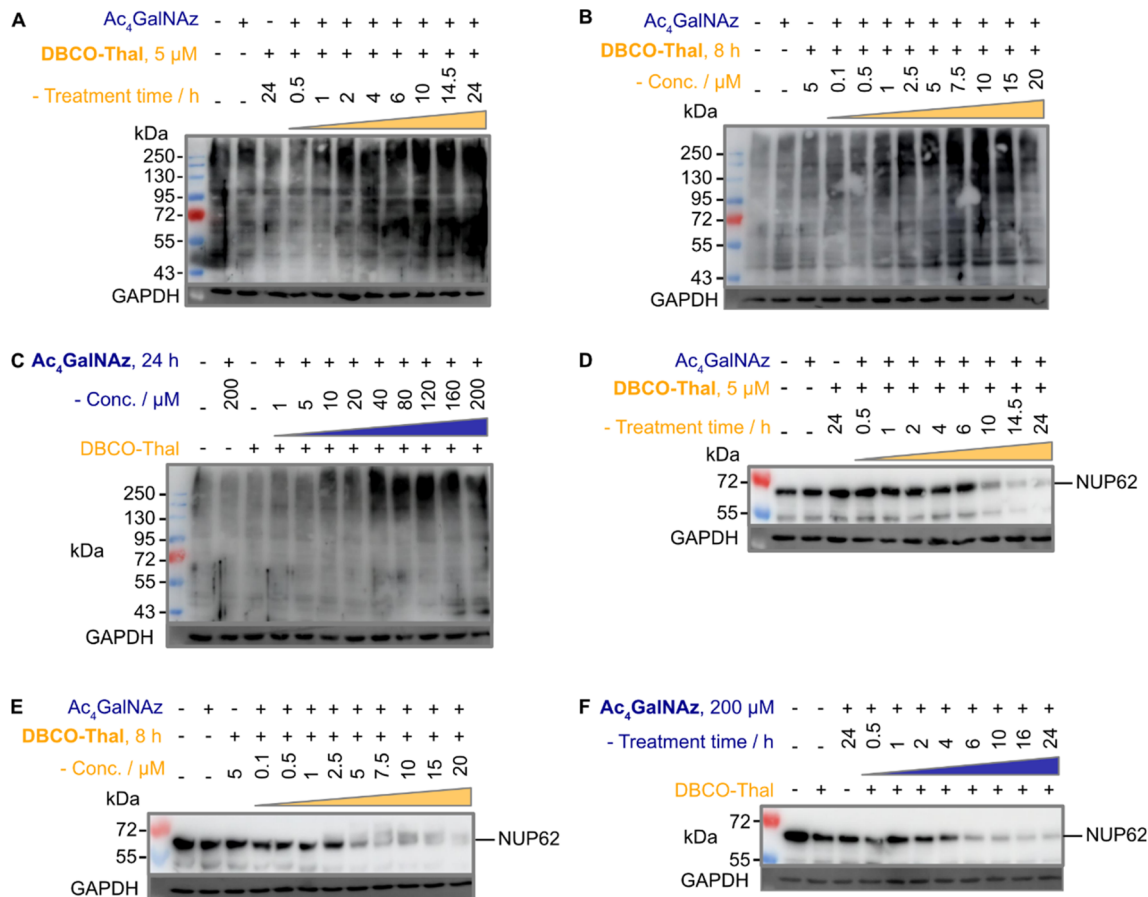 A
Ac4GalNAz - + - + + + + + + + +
DBCO-Thal, 5 µM - - + + + + + + + + +
- Treatment time / h - - 24 0.5 1 2 4 6 10 14.5 24
kDa
250-
130-
95-
72-
55-
43-
GAPDH
B
Ac4GalNAz - + - + + + + + + + + +
DBCO-Thal, 8 h - - + + + + + + + + + +
- Conc. / µM - - 5 0.1 0.5 1 2.5 5 7.5 10 15 20
kDa
250-
130-
95-
72-
55-
43-
GAPDH
C
Ac4GalNAz, 24 h - + - + + + + + + + + +
- Conc. / µM - 200 1 5 10 20 40 80 120 160 200
DBCO-Thal - - + + + + + + + + + +
250-
130-
95-
kDa
72-
55-
43-
GAPDH
D
Ac4GalNAz - + - + + + + + + + +
DBCO-Thal, 5 µM - - + + + + + + + + +
- Treatment time / h - - 24 0.5 1 2 4 6 10 14.5 24
kDa
72-
NUP62
55-
GAPDH
E
Ac4GalNAz - + - + + + + + + + + +
DBCO-Thal, 8 h - - + + + + + + + + + +
- Conc. / µM - - 5 0.1 0.5 1 2.5 5 7.5 10 15 20
kDa
72-
NUP62
55-
GAPDH
F
Ac4GalNAz, 200 µM - - + + + + + + + + +
- Treatment time / h - - 24 0.5 1 2 4 6 10 16 24
DBCO-Thal - + - + + + + + + + +
72-
kDa
NUP62
55-
GAPDH